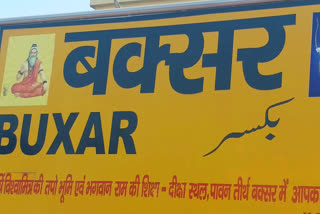 बक्सर
BUXAR
بکسر
विश्वामित्र की तपो भूमि एवं भगवान राम की शिक्षा - दीक्षा स्थल, पावन तीर्थ बक्सर में आपका